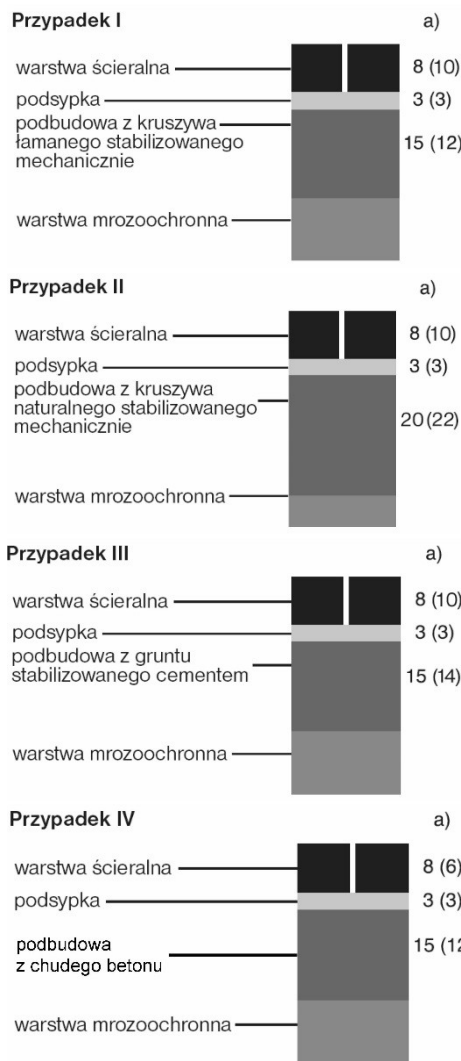 Przypadek I a)
warstwa ścieralna 8 (10)
podsypka 3 (3)
podbudowa z kruszywa
łamanego stabilizowanego 15 (12)
mechanicznie
warstwa mrozoochronna
Przypadek II a)
warstwa ścieralna 8 (10)
podsypka 3 (3)
podbudowa z kruszywa
naturalnego stabilizowanego
mechanicznie 20 (22)
warstwa mrozoochronna
Przypadek III a)
warstwa ścieralna 8 (10)
podsypka 3 (3)
podbudowa z gruntu
stabilizowanego cementem 15 (14)
warstwa mrozoochronna
Przypadek IV a)
warstwa ścieralna 8 (6)
podsypka 3 (3)
podbudowa 15 (12
z chudego betonu
warstwa mrozoochronna